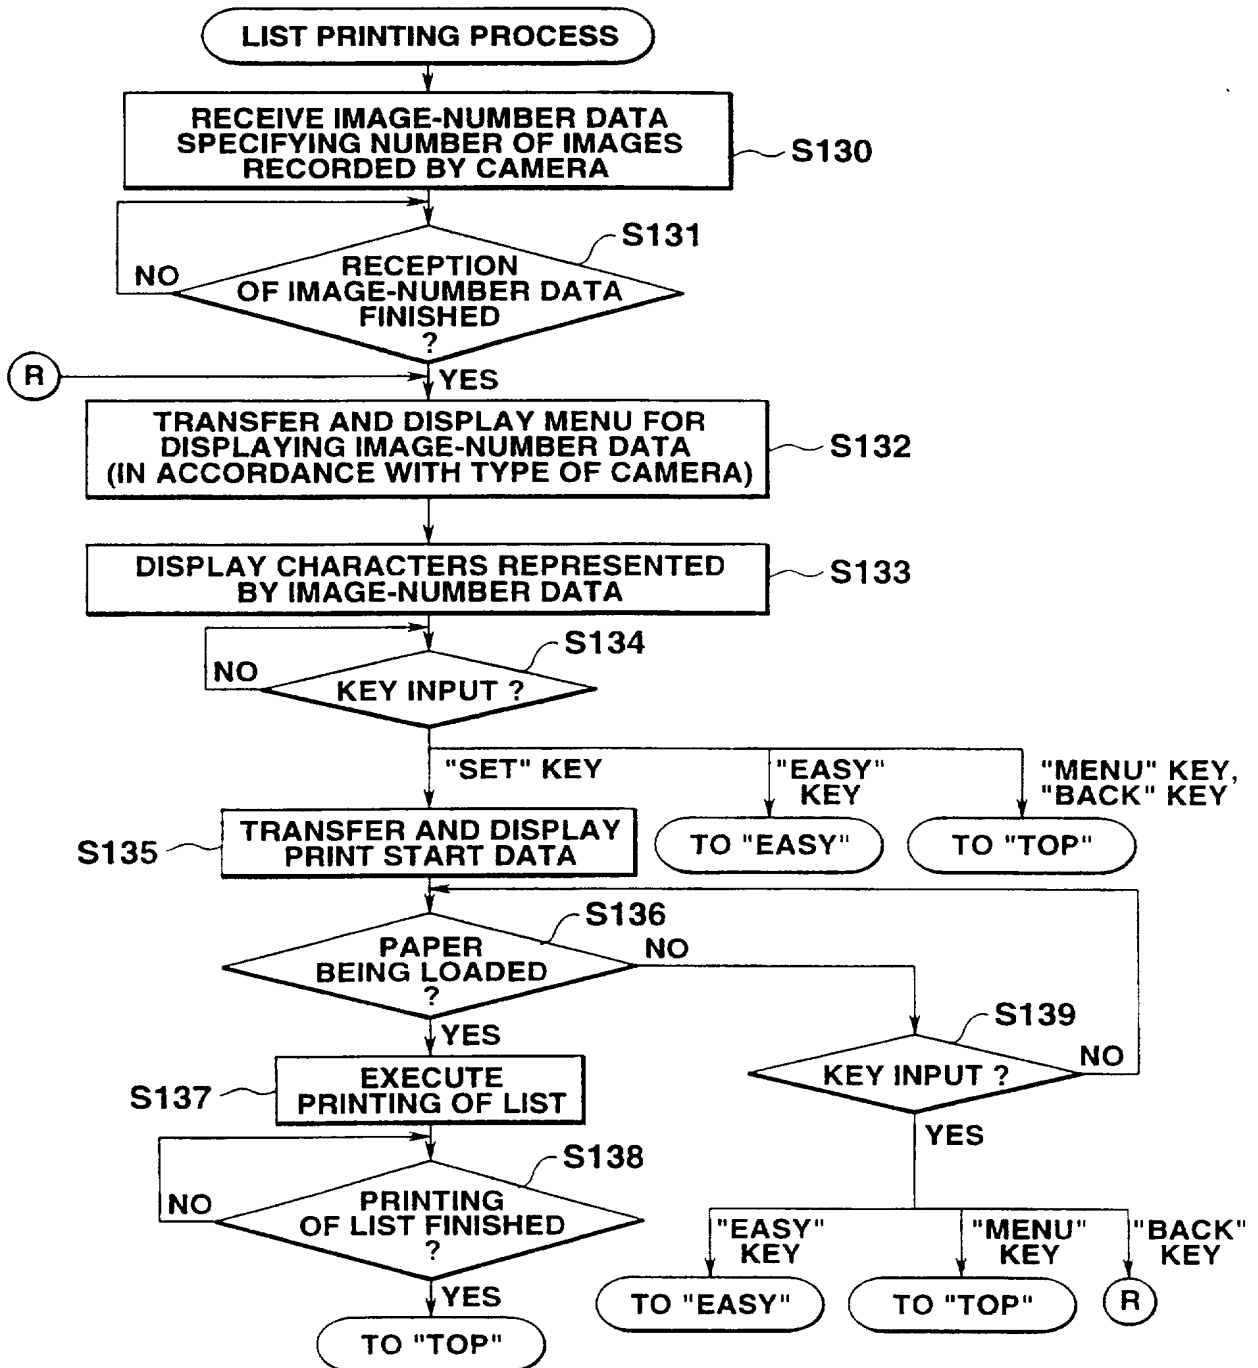 LIST PRINTING PROCESS
RECEIVE IMAGE-NUMBER DATA
SPECIFYING NUMBER OF IMAGES
RECORDED BY CAMERA
S130
S131
NO
RECEPTION
OF IMAGE-NUMBER DATA
FINISHED
?
R
YES
TRANSFER AND DISPLAY MENU FOR
DISPLAYING IMAGE-NUMBER DATA
(IN ACCORDANCE WITH TYPE OF CAMERA)
S132
DISPLAY CHARACTERS REPRESENTED
BY IMAGE-NUMBER DATA
S133
S134
NO
KEY INPUT ?
"SET" KEY
"EASY"
KEY
"MENU" KEY,
"BACK" KEY
TRANSFER AND DISPLAY
PRINT START DATA
S135
TO "EASY"
TO "TOP"
S136
PAPER
BEING LOADED
?
NO
YES
S139
KEY INPUT ?
NO
YES
EXECUTE
PRINTING OF LIST
S137
S138
NO
PRINTING
OF LIST FINISHED
?
YES
TO "TOP"
"EASY"
KEY
"MENU"
KEY
"BACK"
KEY
TO "EASY"
TO "TOP"
R